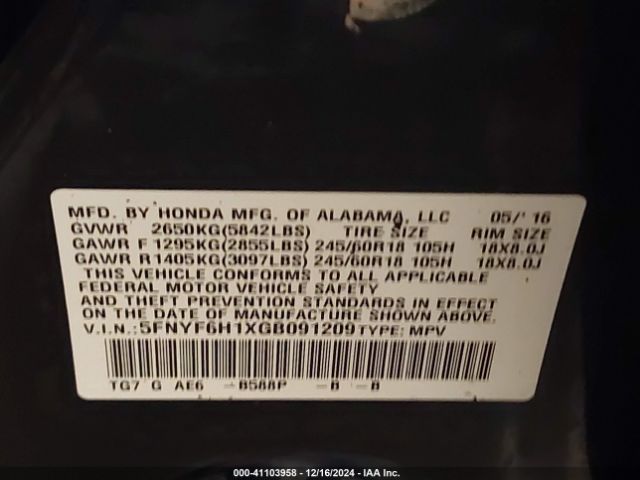 MFD. BY HONDA MFG. OF ALABAMA, LLC 05/'16
GVWR 2650KG(5842LBS) TIRE SIZE RIM SIZE
GAWR F 1295KG(2855LBS) 245/60R18 105H 18X8.0J
GAWR R 1405KG(3097LBS) 245/60R18 105H 18X8.0J
THIS VEHICLE CONFORMS TO ALL APPLICABLE
FEDERAL MOTOR VEHICLE SAFETY
AND THEFT PREVENTION STANDARDS IN EFFECT
ON THE DATE OF MANUFACTURE SHOWN ABOVE.
V.I.N.: 5FNYF6H1XGB091209 TYPE: MPV
TG7 G AE6 -B588P -B -B
000-41103958 - 12/16/2024 - IAA Inc.